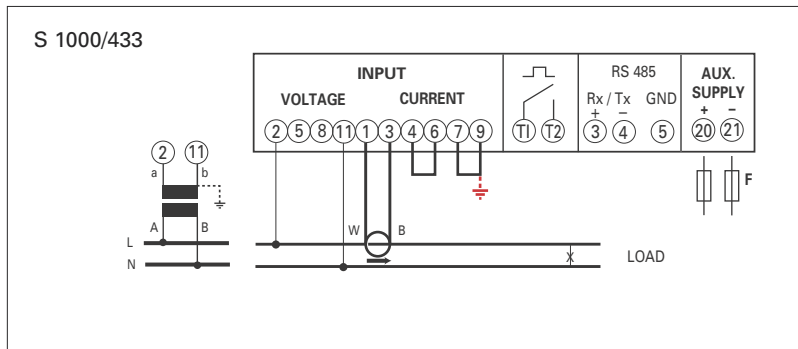 S 1000/433
INPUT
VOLTAGE CURRENT
2 5 8 11 1 3 4 6 7 9
T1 T2
RS 485
Rx / Tx GND
+ −
3 4 5
AUX.
SUPPLY
+ −
20 21
F
2 11
a b
A B
L
N
W B
X
LOAD